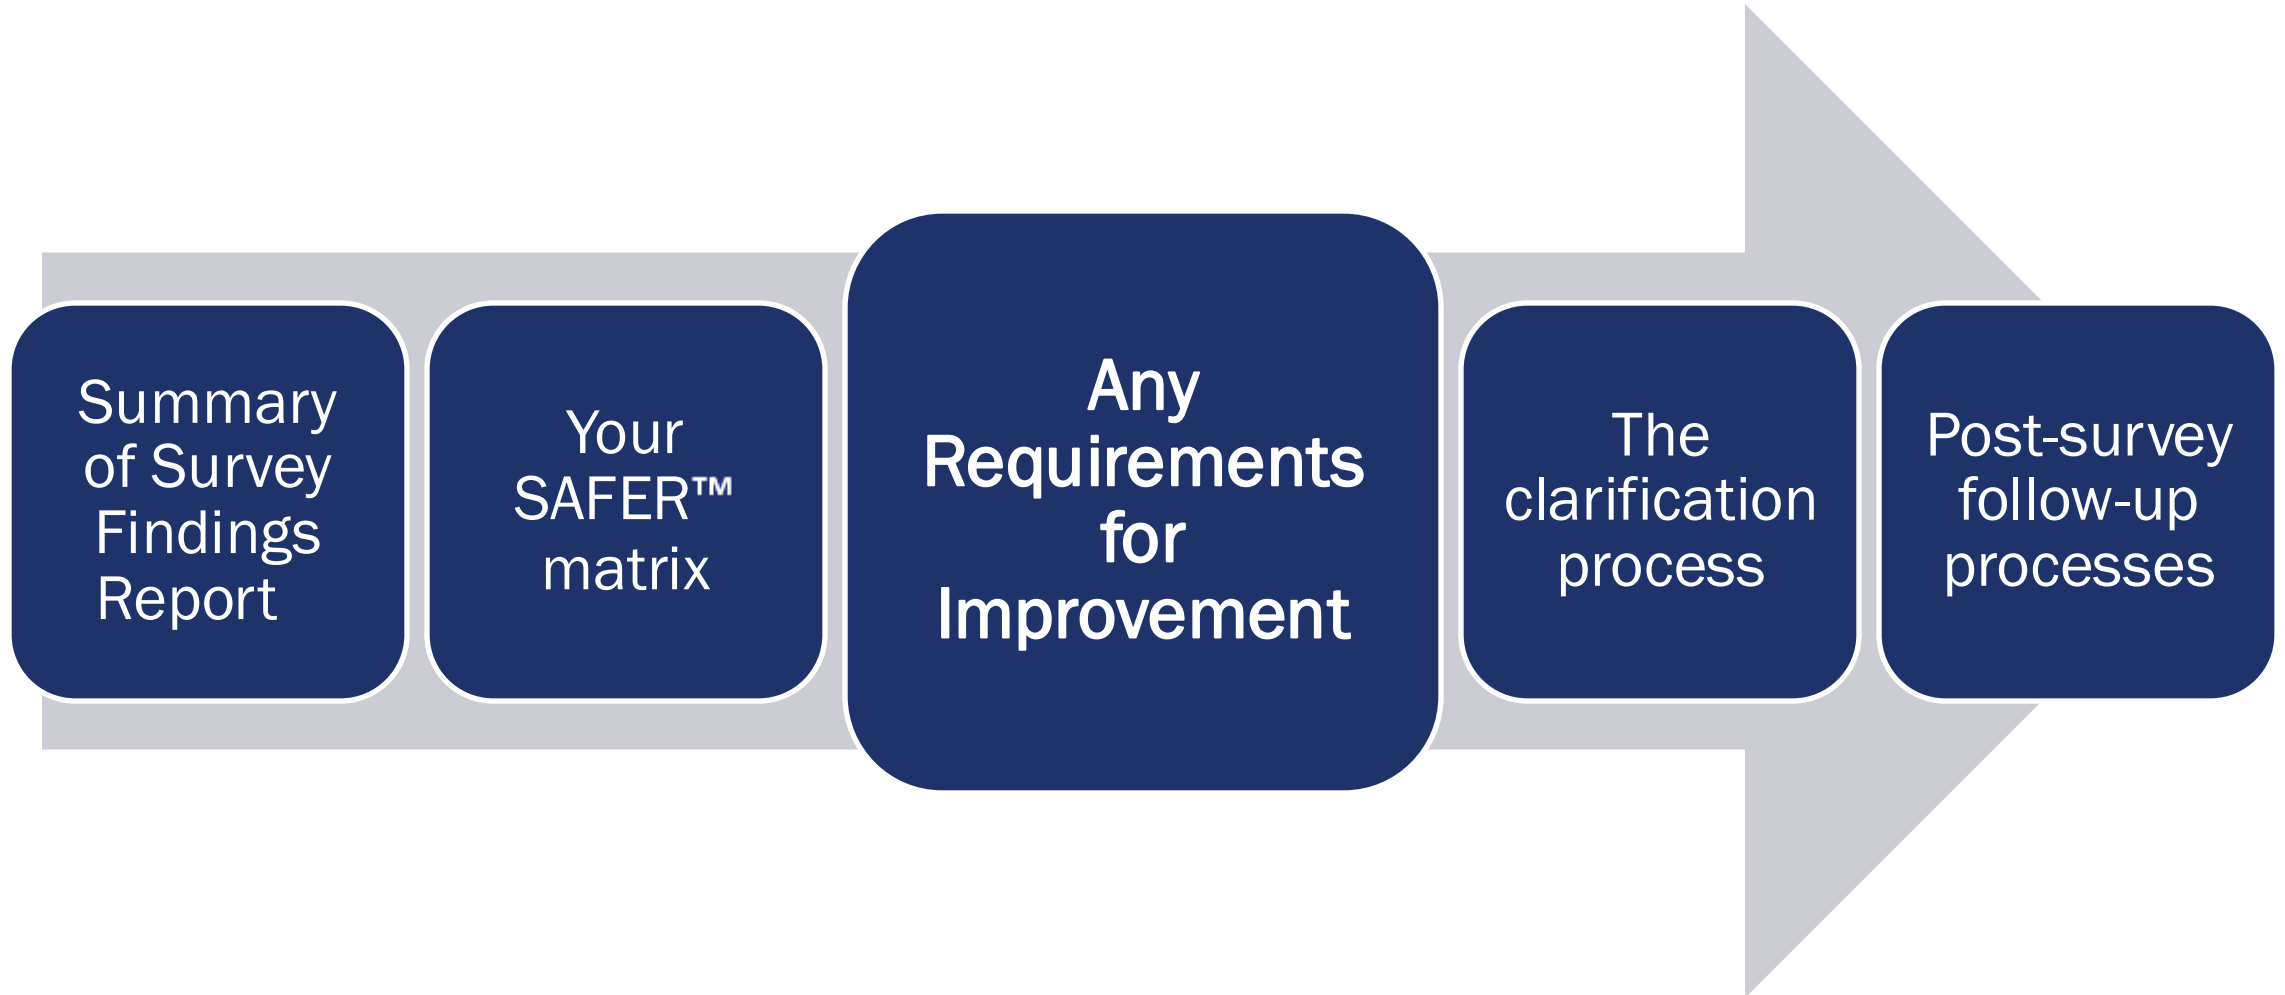 Summary
of Survey
Findings
Report
Your
SAFER™
matrix
Any
Requirements
for
Improvement
The
clarification
process
Post-survey
follow-up
processes